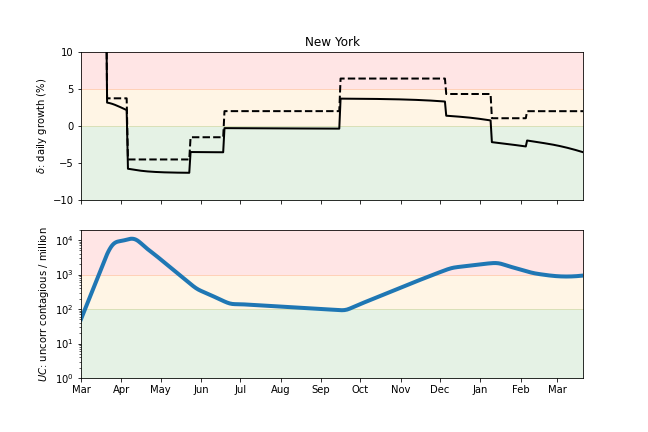 New York
δ: daily growth (%)
10
5
0
−5
−10
UC: uncorr contagious / million
10⁴
10³
10²
10¹
10⁰
Mar Apr May Jun Jul Aug Sep Oct Nov Dec Jan Feb Mar